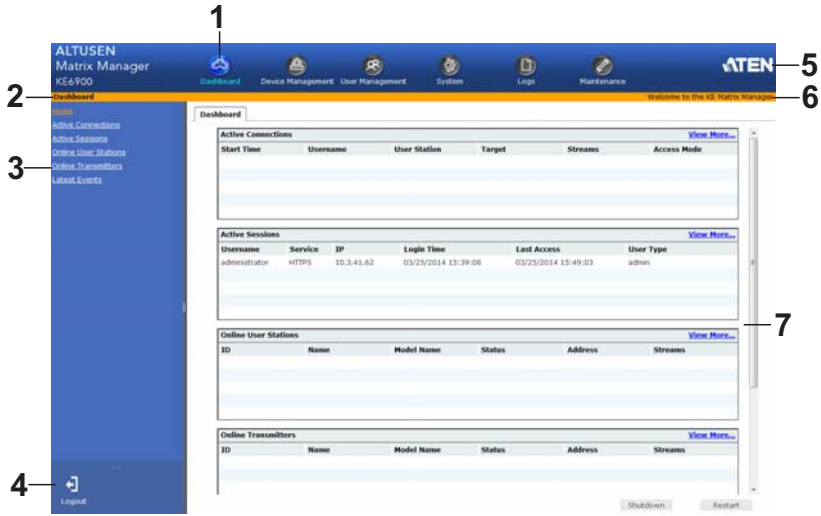 1
ALTUSEN
Matrix Manager
KE6900
Dashboard Device Management User Management System Logs Maintenance
ATEN
5
2
Dashboard
Welcome to the KE Matrix Manager
6
Home
Active Connections
Active Sessions
Online User Stations
3
Online Transmitters
Latest Events
Dashboard
Active Connections View More...
Start Time Username User Station Target Streams Access Mode
Active Sessions View More...
Username Service IP Login Time Last Access User Type
administrator HTTPS 10.3.41.62 03/25/2014 15:39:08 03/25/2014 15:49:03 admin
7
Online User Stations View More...
ID Name Model Name Status Address Streams
Online Transmitters View More...
ID Name Model Name Status Address Streams
4
Logout
Shutdown Restart